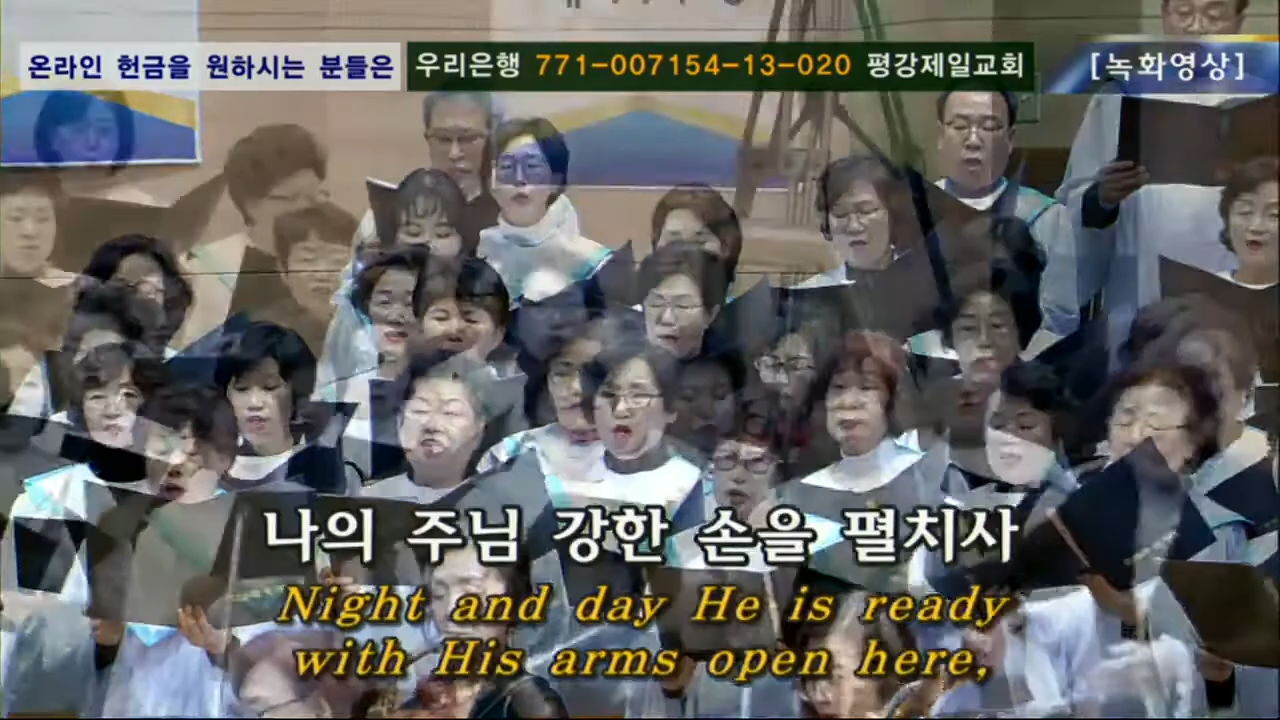 온라인 헌금을 원하시는 분들은 우리은행 771-007154-13-020 평강제일교회 [녹화영상]
나의 주님 강한 손을 펼치사
Night and day He is ready
with His arms open here,